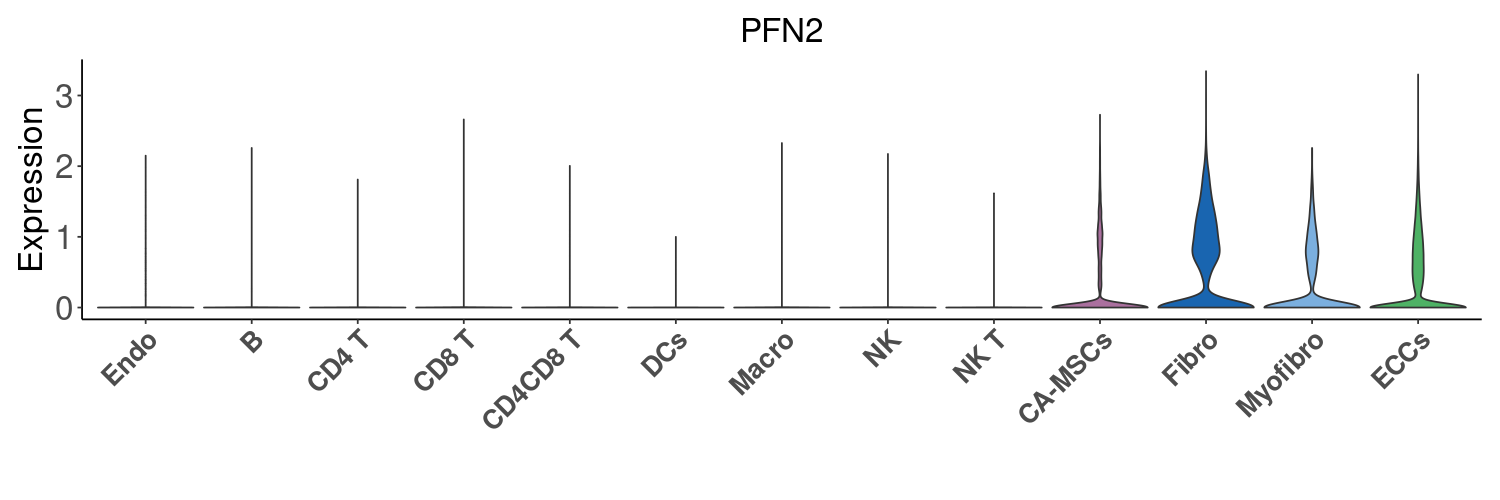 PFN2
Expression
3
2
1
0
Endo
B
CD4 T
CD8 T
CD4CD8 T
DCs
Macro
NK
NK T
CA-MSCs
Fibro
Myofibro
ECCs